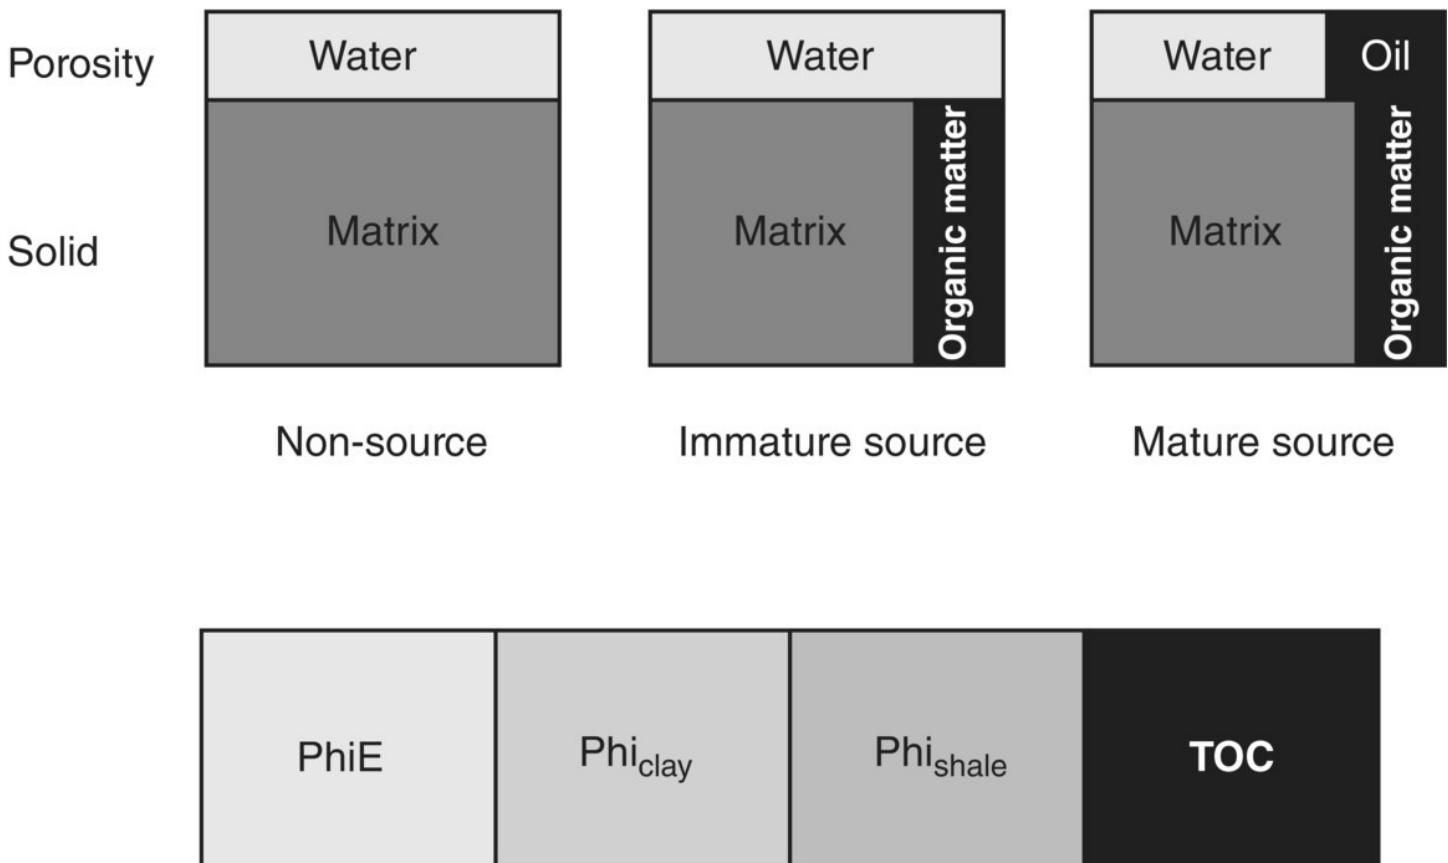 Porosity
Water
Water
Water
Oil
Solid
Matrix
Matrix
Organic matter
Matrix
Organic matter
Non-source
Immature source
Mature source
PhiE
Phiclay
Phishale
TOC